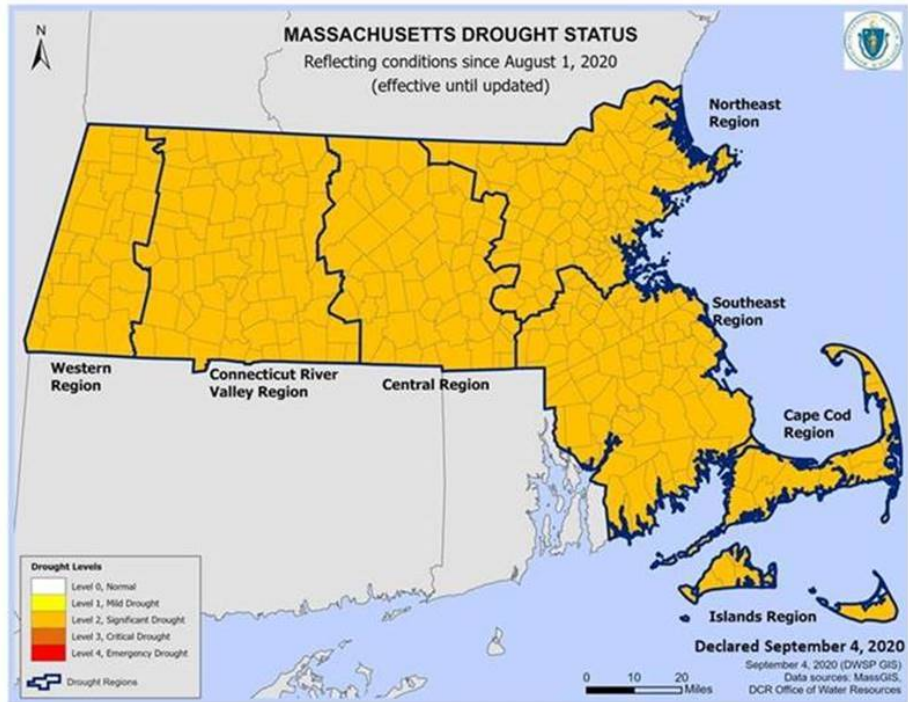 N
MASSACHUSETTS DROUGHT STATUS
Reflecting conditions since August 1, 2020
(effective until updated)
Northeast
Region
Southeast
Region
Western
Region
Connecticut River
Valley Region
Central Region
Cape Cod
Region
Islands Region
Drought Levels
Level 0, Normal
Level 1, Mild Drought
Level 2, Significant Drought
Level 3, Critical Drought
Level 4, Emergency Drought
Drought Regions
Declared September 4, 2020
September 4, 2020 (DWSP GIS)
Data sources: MassGIS,
DCR Office of Water Resources
0 10 20
Miles